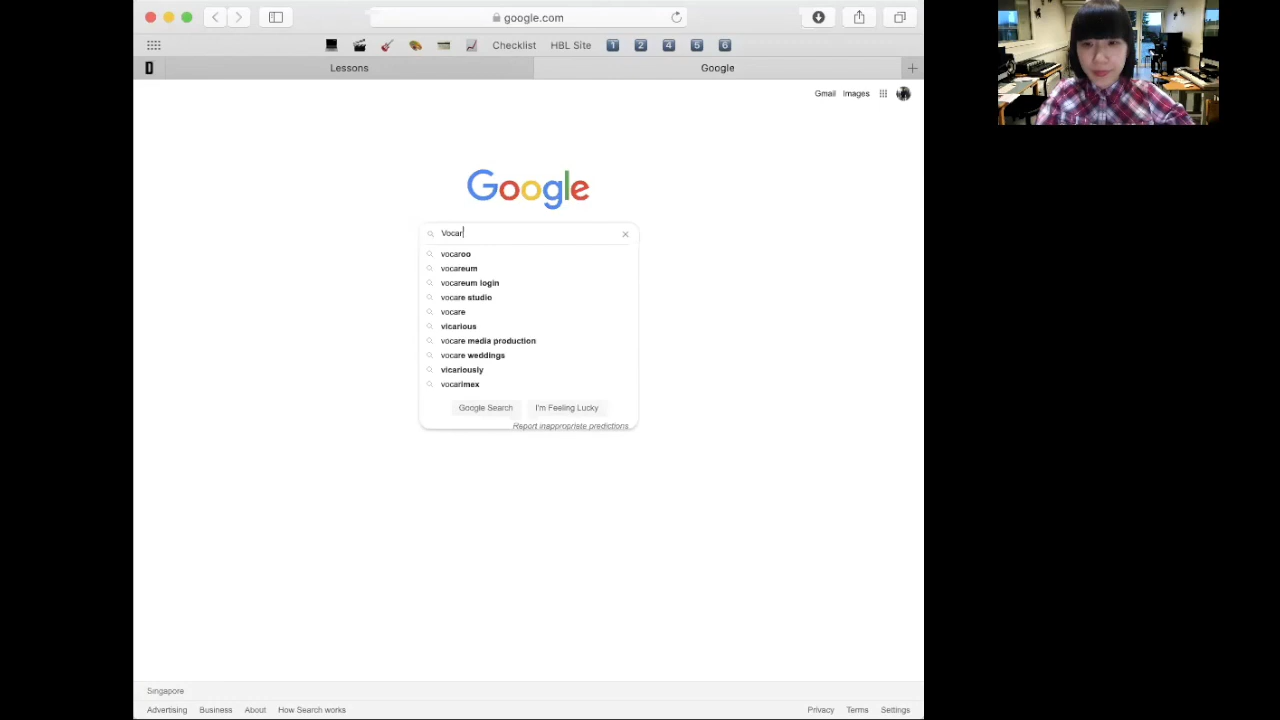 google.com
Checklist
HBL Site
1
2
4
5
6
Lessons
Google
Gmail
Images
Google
Vocar
vocaroo
vocareum
vocareum login
vocare studio
vocare
vicarious
vocare media production
vocare weddings
vicariously
vocarimex
Google Search
I'm Feeling Lucky
Report inappropriate predictions
Singapore
Advertising
Business
About
How Search works
Privacy
Terms
Settings